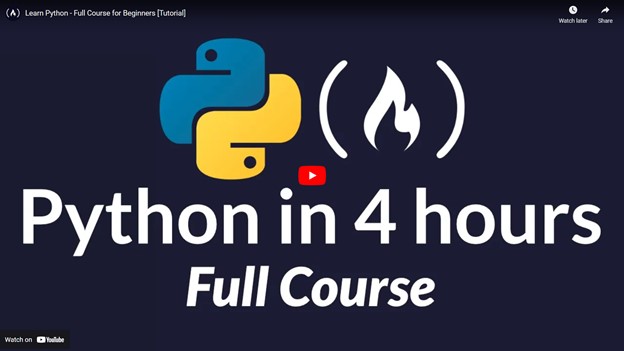 Learn Python - Full Course for Beginners [Tutorial]
Watch later
Share
Python in 4 hours
Full Course
Watch on YouTube